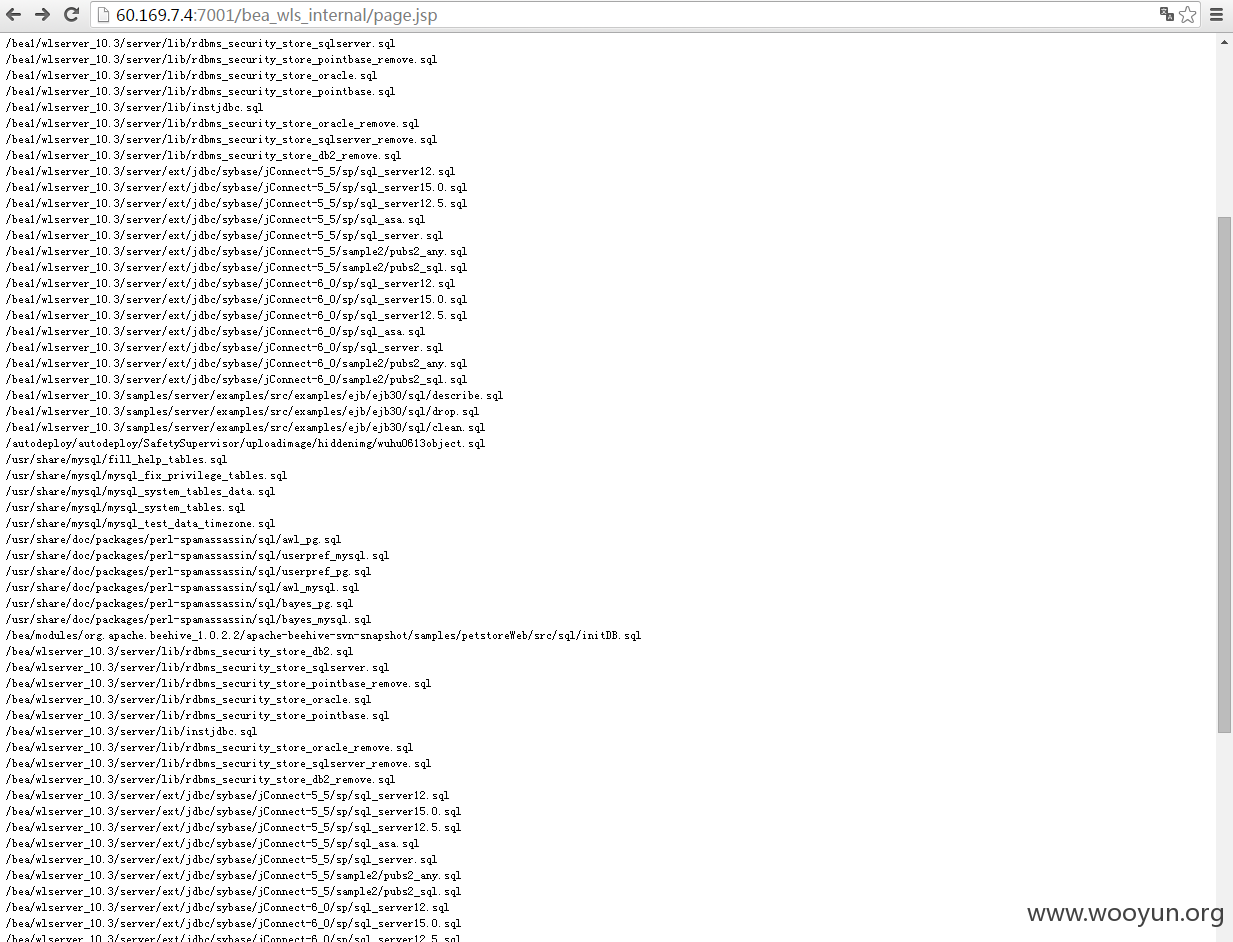 60.169.7.4:7001/bea_wls_internal/page.jsp
/bea1/wlserver_10.3/server/lib/rdbms_security_store_sqlserver.sql
/bea1/wlserver_10.3/server/lib/rdbms_security_store_pointbase_remove.sql
/bea1/wlserver_10.3/server/lib/rdbms_security_store_oracle.sql
/bea1/wlserver_10.3/server/lib/rdbms_security_store_pointbase.sql
/bea1/wlserver_10.3/server/lib/instjdbc.sql
/bea1/wlserver_10.3/server/lib/rdbms_security_store_oracle_remove.sql
/bea1/wlserver_10.3/server/lib/rdbms_security_store_sqlserver_remove.sql
/bea1/wlserver_10.3/server/lib/rdbms_security_store_db2_remove.sql
/bea1/wlserver_10.3/server/ext/jdbc/sybase/jConnect-5_5/sp/sql_server12.sql
/bea1/wlserver_10.3/server/ext/jdbc/sybase/jConnect-5_5/sp/sql_server15.0.sql
/bea1/wlserver_10.3/server/ext/jdbc/sybase/jConnect-5_5/sp/sql_server12.5.sql
/bea1/wlserver_10.3/server/ext/jdbc/sybase/jConnect-5_5/sp/sql_asa.sql
/bea1/wlserver_10.3/server/ext/jdbc/sybase/jConnect-5_5/sp/sql_server.sql
/bea1/wlserver_10.3/server/ext/jdbc/sybase/jConnect-5_5/sample2/pubs2_any.sql
/bea1/wlserver_10.3/server/ext/jdbc/sybase/jConnect-5_5/sample2/pubs2_sql.sql
/bea1/wlserver_10.3/server/ext/jdbc/sybase/jConnect-6_0/sp/sql_server12.sql
/bea1/wlserver_10.3/server/ext/jdbc/sybase/jConnect-6_0/sp/sql_server15.0.sql
/bea1/wlserver_10.3/server/ext/jdbc/sybase/jConnect-6_0/sp/sql_server12.5.sql
/bea1/wlserver_10.3/server/ext/jdbc/sybase/jConnect-6_0/sp/sql_asa.sql
/bea1/wlserver_10.3/server/ext/jdbc/sybase/jConnect-6_0/sp/sql_server.sql
/bea1/wlserver_10.3/server/ext/jdbc/sybase/jConnect-6_0/sample2/pubs2_any.sql
/bea1/wlserver_10.3/server/ext/jdbc/sybase/jConnect-6_0/sample2/pubs2_sql.sql
/bea1/wlserver_10.3/samples/server/examples/src/examples/ejb/ejb30/sql/describe.sql
/bea1/wlserver_10.3/samples/server/examples/src/examples/ejb/ejb30/sql/drop.sql
/bea1/wlserver_10.3/samples/server/examples/src/examples/ejb/ejb30/sql/clean.sql
/autodeploy/autodeploy/SafetySupervisor/uploadimage/hiddenimg/wuhu0613object.sql
/usr/share/mysql/fill_help_tables.sql
/usr/share/mysql/mysql_fix_privilege_tables.sql
/usr/share/mysql/mysql_system_tables_data.sql
/usr/share/mysql/mysql_system_tables.sql
/usr/share/mysql/mysql_test_data_timezone.sql
/usr/share/doc/packages/perl-spamassassin/sql/awl_pg.sql
/usr/share/doc/packages/perl-spamassassin/sql/userpref_mysql.sql
/usr/share/doc/packages/perl-spamassassin/sql/userpref_pg.sql
/usr/share/doc/packages/perl-spamassassin/sql/awl_mysql.sql
/usr/share/doc/packages/perl-spamassassin/sql/bayes_pg.sql
/usr/share/doc/packages/perl-spamassassin/sql/bayes_mysql.sql
/bea/modules/org.apache.beehive_1.0.2.2/apache-beehive-svn-snapshot/samples/petstoreWeb/src/sql/initDB.sql
/bea/wlserver_10.3/server/lib/rdbms_security_store_db2.sql
/bea/wlserver_10.3/server/lib/rdbms_security_store_sqlserver.sql
/bea/wlserver_10.3/server/lib/rdbms_security_store_pointbase_remove.sql
/bea/wlserver_10.3/server/lib/rdbms_security_store_oracle.sql
/bea/wlserver_10.3/server/lib/rdbms_security_store_pointbase.sql
/bea/wlserver_10.3/server/lib/instjdbc.sql
/bea/wlserver_10.3/server/lib/rdbms_security_store_oracle_remove.sql
/bea/wlserver_10.3/server/lib/rdbms_security_store_sqlserver_remove.sql
/bea/wlserver_10.3/server/lib/rdbms_security_store_db2_remove.sql
/bea/wlserver_10.3/server/ext/jdbc/sybase/jConnect-5_5/sp/sql_server12.sql
/bea/wlserver_10.3/server/ext/jdbc/sybase/jConnect-5_5/sp/sql_server15.0.sql
/bea/wlserver_10.3/server/ext/jdbc/sybase/jConnect-5_5/sp/sql_server12.5.sql
/bea/wlserver_10.3/server/ext/jdbc/sybase/jConnect-5_5/sp/sql_asa.sql
/bea/wlserver_10.3/server/ext/jdbc/sybase/jConnect-5_5/sp/sql_server.sql
/bea/wlserver_10.3/server/ext/jdbc/sybase/jConnect-5_5/sample2/pubs2_any.sql
/bea/wlserver_10.3/server/ext/jdbc/sybase/jConnect-5_5/sample2/pubs2_sql.sql
/bea/wlserver_10.3/server/ext/jdbc/sybase/jConnect-6_0/sp/sql_server12.sql
/bea/wlserver_10.3/server/ext/jdbc/sybase/jConnect-6_0/sp/sql_server15.0.sql
/bea/wlserver_10.3/server/ext/jdbc/sybase/jConnect-6_0/sp/sql_server12.5.sql
www.wooyun.org